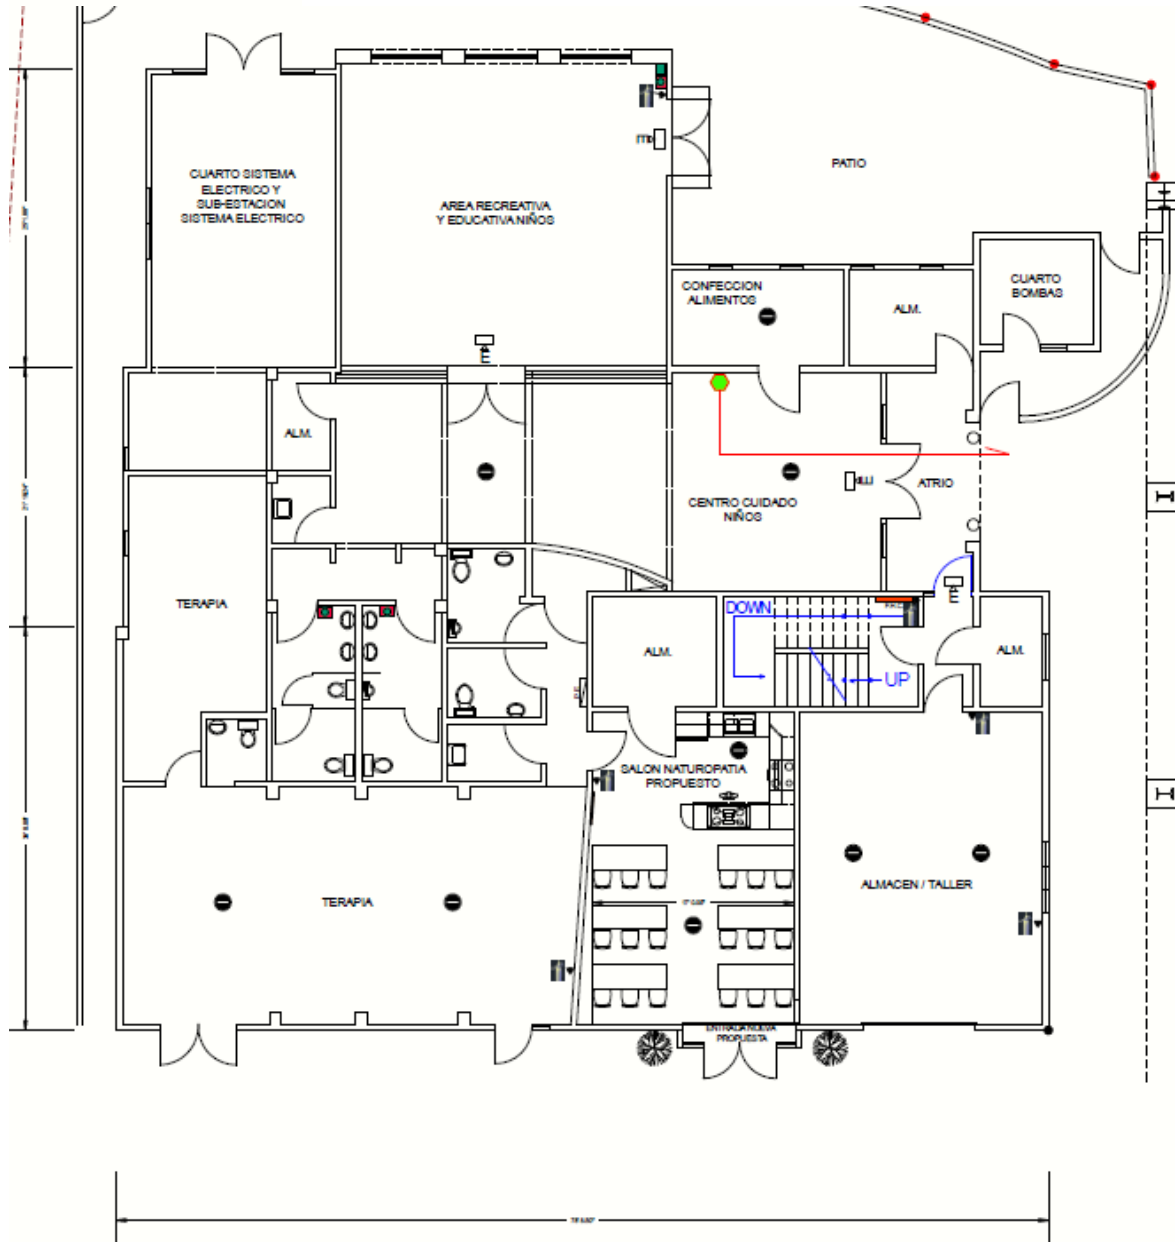 CUARTO SISTEMA
ELECTRICO Y
SUB-ESTACION
SISTEMA ELECTRICO
AREA RECREATIVA
Y EDUCATIVA NIÑOS
PATIO
CONFECCION
ALIMENTOS
ALM.
CUARTO
BOMBAS
ALM.
CENTRO CUIDADO
NIÑOS
ATRIO
TERAPIA
DOWN
UP
ALM.
ALM.
SALON NATUROPATIA
PROPUESTO
TERAPIA
ALMACEN / TALLER
ENTRADA NUEVA
PROPUESTA